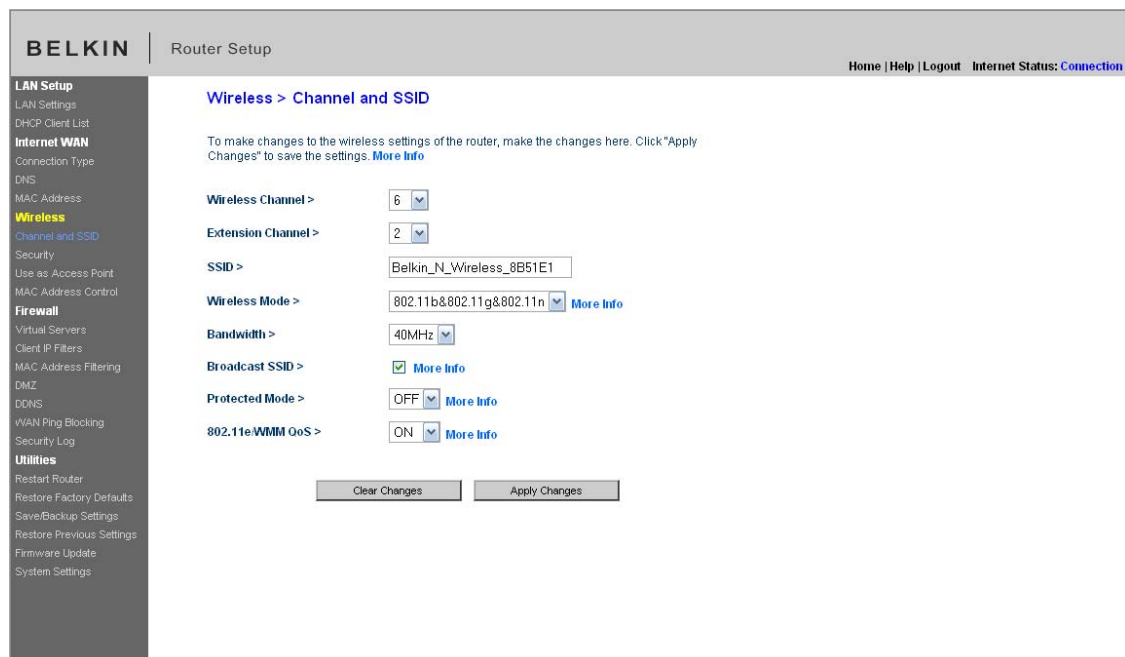 BELKIN
Router Setup
Home | Help | Logout Internet Status: Connection
LAN Setup
LAN Settings
DHCP Client List
Internet WAN
Connection Type
DNS
MAC Address
Wireless
Channel and SSID
Security
Use as Access Point
MAC Address Control
Firewall
Virtual Servers
Client IP Filters
MAC Address Filtering
DMZ
DDNS
WAN Ping Blocking
Security Log
Utilities
Restart Router
Restore Factory Defaults
Save/Backup Settings
Restore Previous Settings
Firmware Update
System Settings
Wireless > Channel and SSID
To make changes to the wireless settings of the router, make the changes here. Click "Apply
Changes" to save the settings. More Info
Wireless Channel > 6
Extension Channel > 2
SSID > Belkin_N_Wireless_8B51E1
Wireless Mode > 802.11b&802.11g&802.11n More Info
Bandwidth > 40MHz
Broadcast SSID > More Info
Protected Mode > OFF More Info
802.11e/WMM QoS > ON More Info
Clear Changes Apply Changes